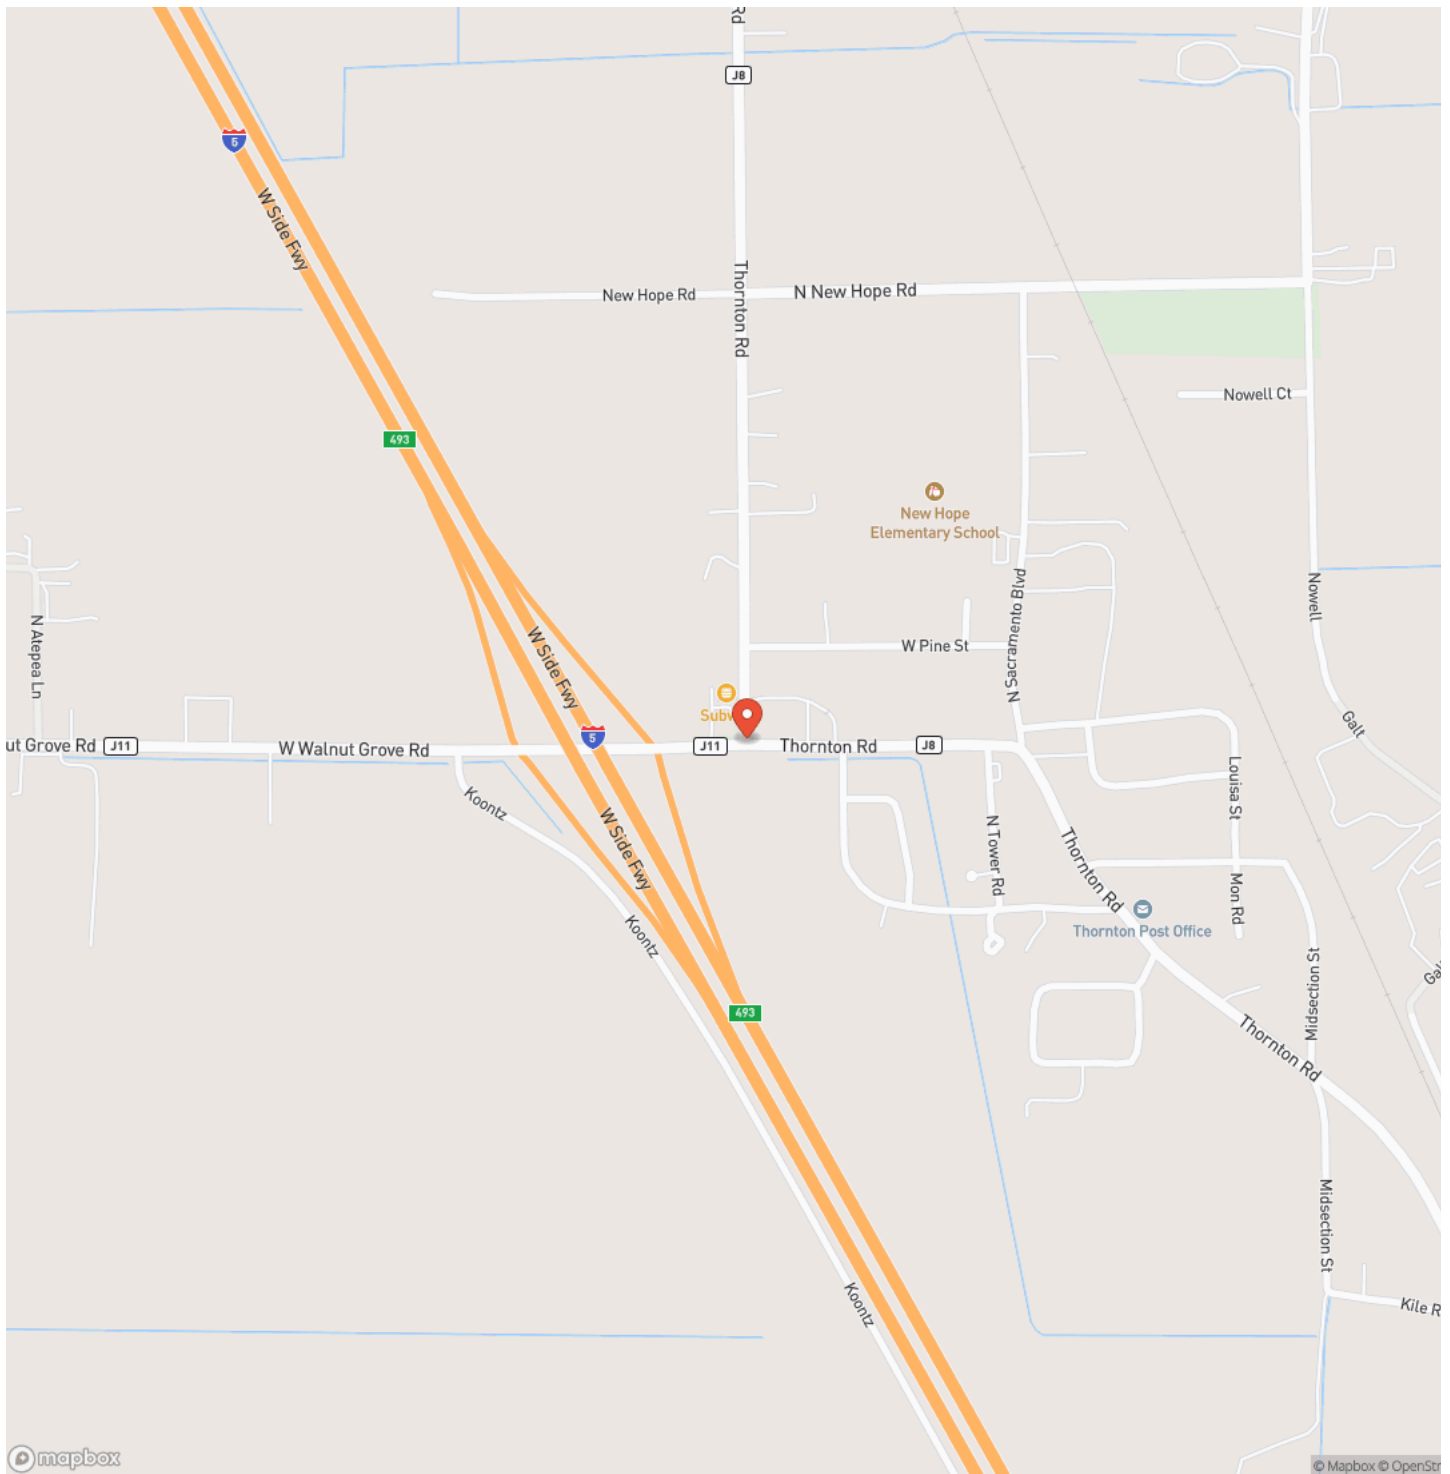 Rd
J8
5
W Side Fwy
Thornton Rd
New Hope Rd
N New Hope Rd
Nowell Ct
493
New Hope
Elementary School
N Sacramento Blvd
Nowell
N Atepea Ln
W Side Fwy
W Pine St
Galt
ut Grove Rd
J11
W Walnut Grove Rd
5
J11
Thornton Rd
J8
Louisa St
Koontz
W Side Fwy
N Tower Rd
Thornton Rd
Mon Rd
Koontz
Thornton Post Office
Midsection St
493
Thornton Rd
Midsection St
Koontz
Kile R
mapbox
© Mapbox © OpenStr